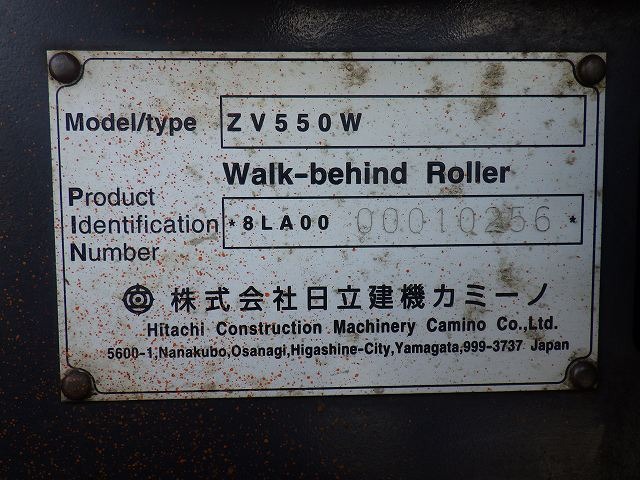 Model/type ZV550W
Walk-behind Roller
Product
Identification *8LA00 00010256*
Number
株式会社日立建機カミーノ
Hitachi Construction Machinery Camino Co.,Ltd.
5600-1,Nanakubo,Osanagi,Higashine-City,Yamagata,999-3737 Japan